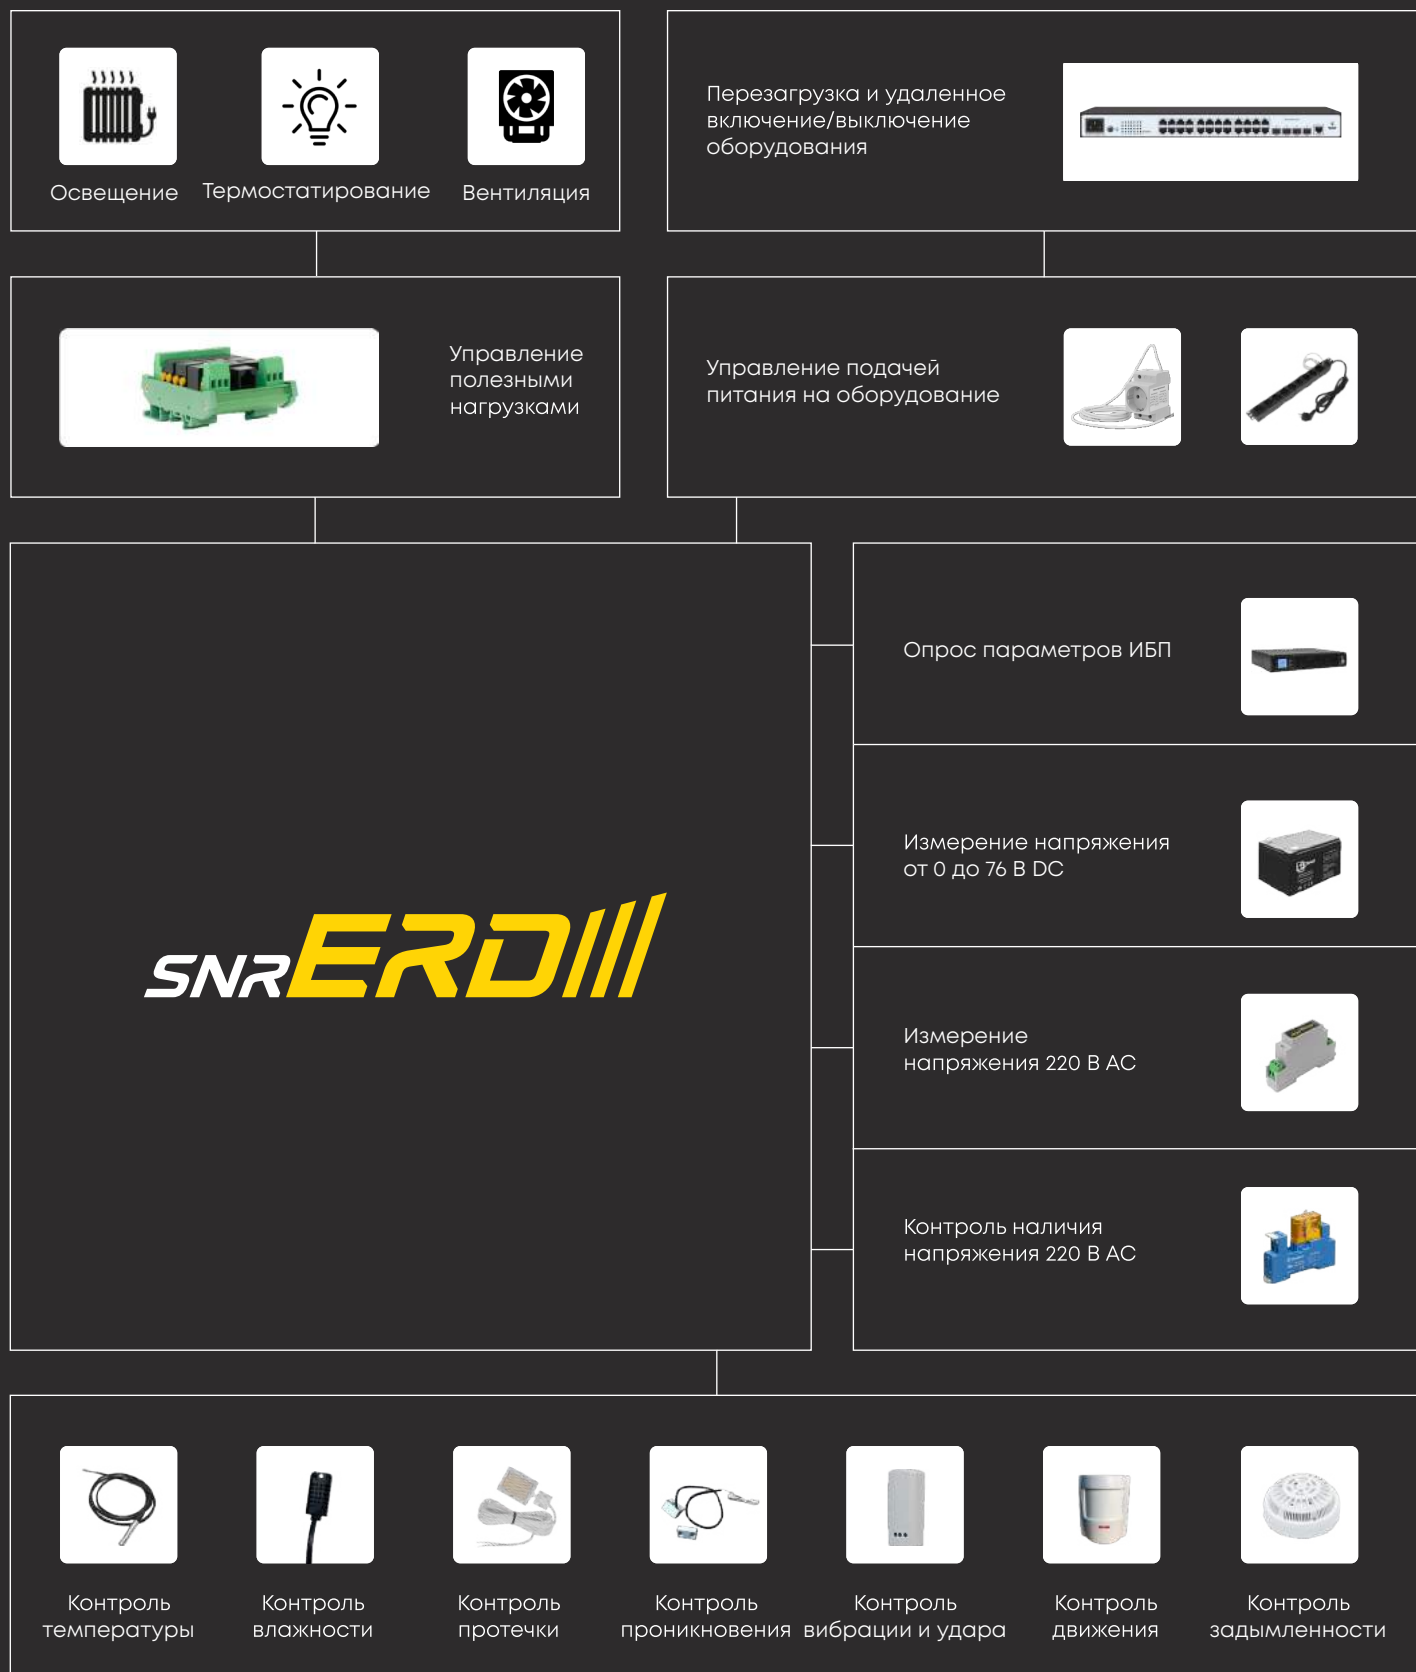 Освещение
Термостатирование
Вентиляция
Перезагрузка и удаленное
включение/выключение
оборудования
Управление
полезными
нагрузками
Управление подачей
питания на оборудование
SNR ERD
Опрос параметров ИБП
Измерение напряжения
от 0 до 76 В DC
Измерение
напряжения 220 В AC
Контроль наличия
напряжения 220 В AC
Контроль
температуры
Контроль
влажности
Контроль
протечки
Контроль
проникновения
Контроль
вибрации и удара
Контроль
движения
Контроль
задымленности